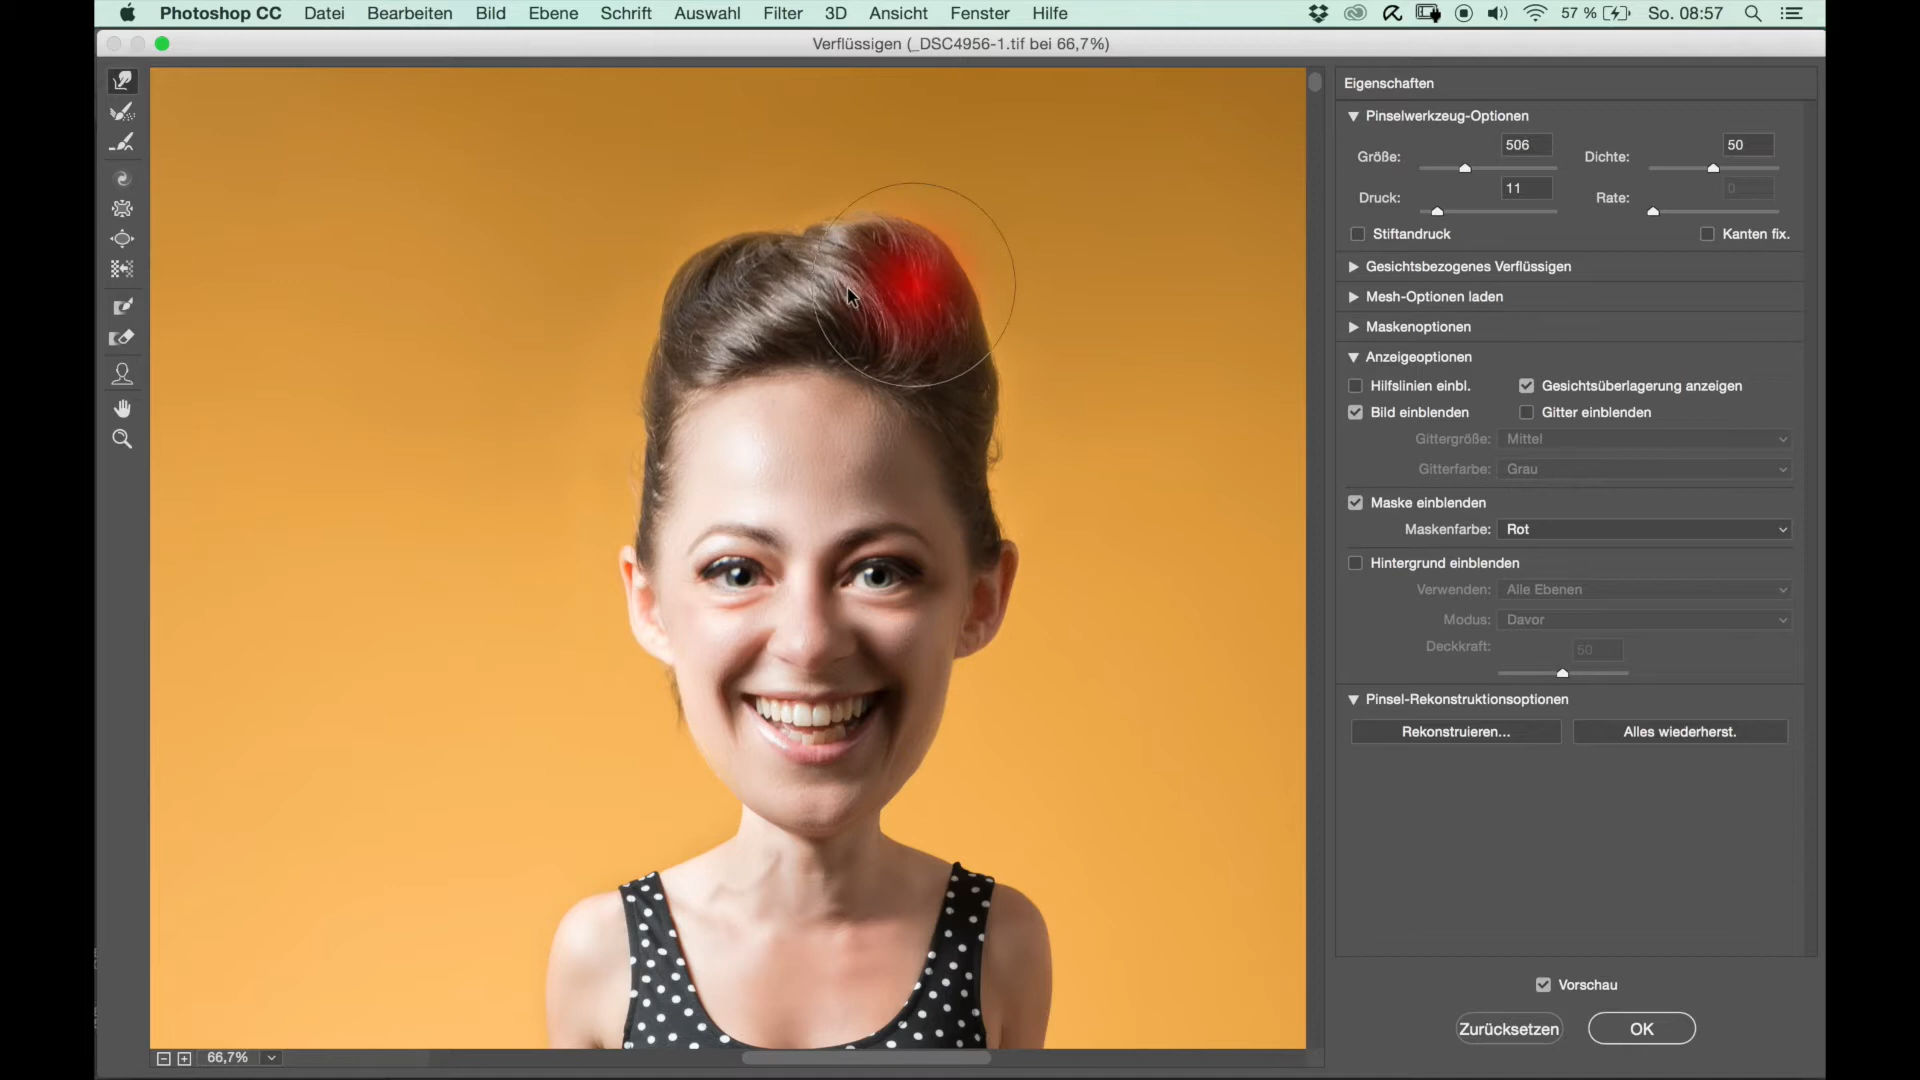 Photoshop CC Datei Bearbeiten Bild Ebene Schrift Auswahl Filter 3D Ansicht Fenster Hilfe 57 % So. 08:57
Verflüssigen (_DSC4956-1.tif bei 66,7%)
Eigenschaften
Pinselwerkzeug-Optionen
Größe: 506 Dichte: 50
Druck: 11 Rate: 0
Stiftandruck Kanten fix.
Gesichtsbezogenes Verflüssigen
Mesh-Optionen laden
Maskenoptionen
Anzeigeoptionen
Hilfslinien einbl. Gesichtsüberlagerung anzeigen
Bild einblenden Gitter einblenden
Gittergröße: Mittel
Gitterfarbe: Grau
Maske einblenden
Maskenfarbe: Rot
Hintergrund einblenden
Verwenden: Alle Ebenen
Modus: Davor
Deckkraft: 50
Pinsel-Rekonstruktionsoptionen
Rekonstruieren... Alles wiederherst.
Vorschau
Zurücksetzen OK
66,7%